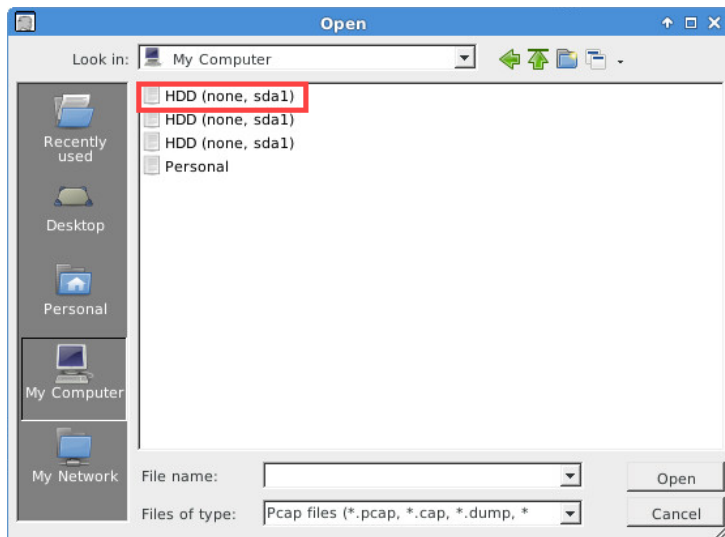 Open
Look in:
My Computer
HDD (none, sda1)
HDD (none, sda1)
HDD (none, sda1)
Personal
Recently
used
Desktop
Personal
My Computer
My Network
File name:
Open
Files of type:
Pcap files (*.pcap, *.cap, *.dump, *
Cancel